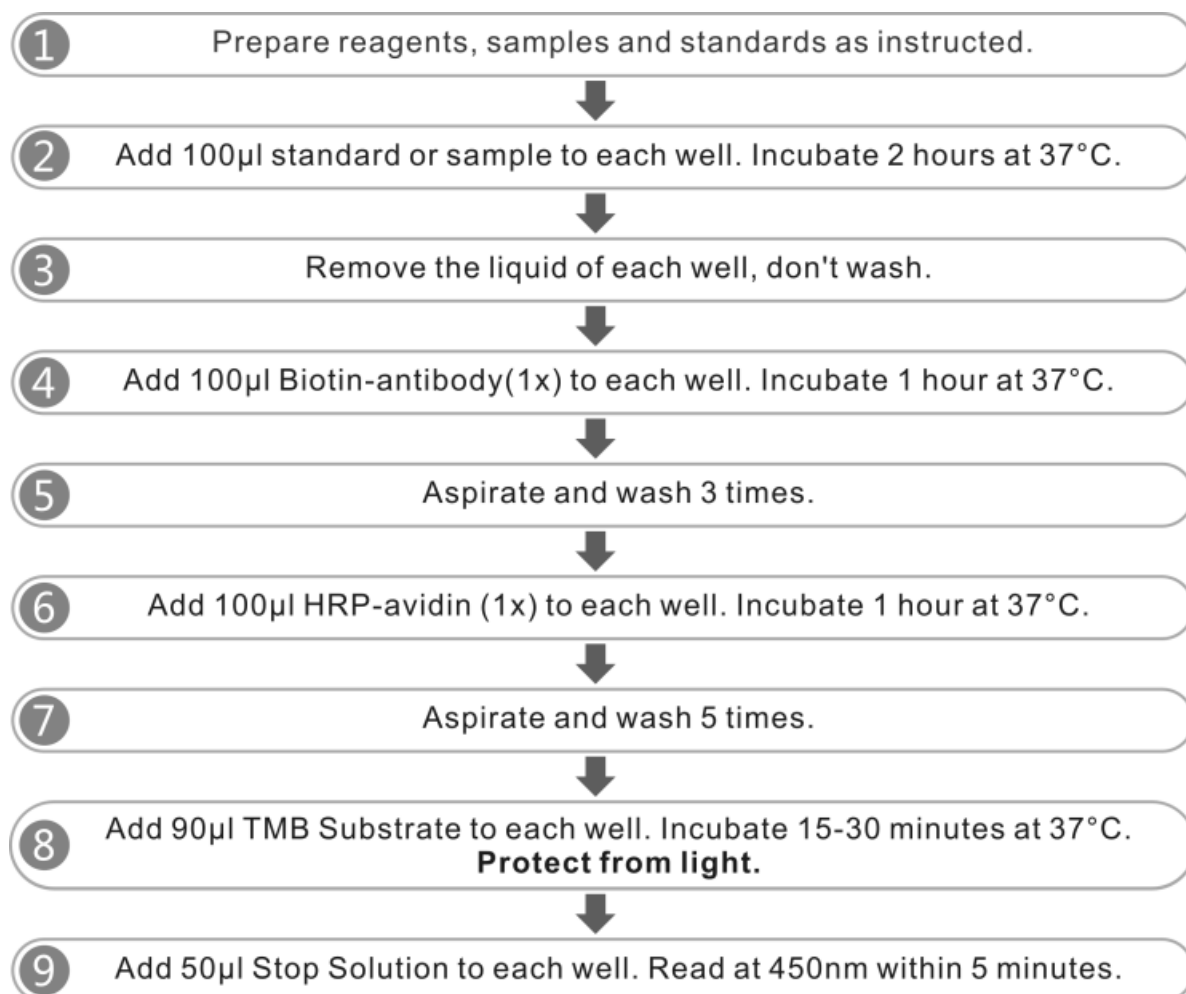 1 Prepare reagents, samples and standards as instructed.
2 Add 100µl standard or sample to each well. Incubate 2 hours at 37°C.
3 Remove the liquid of each well, don't wash.
4 Add 100µl Biotin-antibody(1x) to each well. Incubate 1 hour at 37°C.
5 Aspirate and wash 3 times.
6 Add 100µl HRP-avidin (1x) to each well. Incubate 1 hour at 37°C.
7 Aspirate and wash 5 times.
8 Add 90µl TMB Substrate to each well. Incubate 15-30 minutes at 37°C.
Protect from light.
9 Add 50µl Stop Solution to each well. Read at 450nm within 5 minutes.